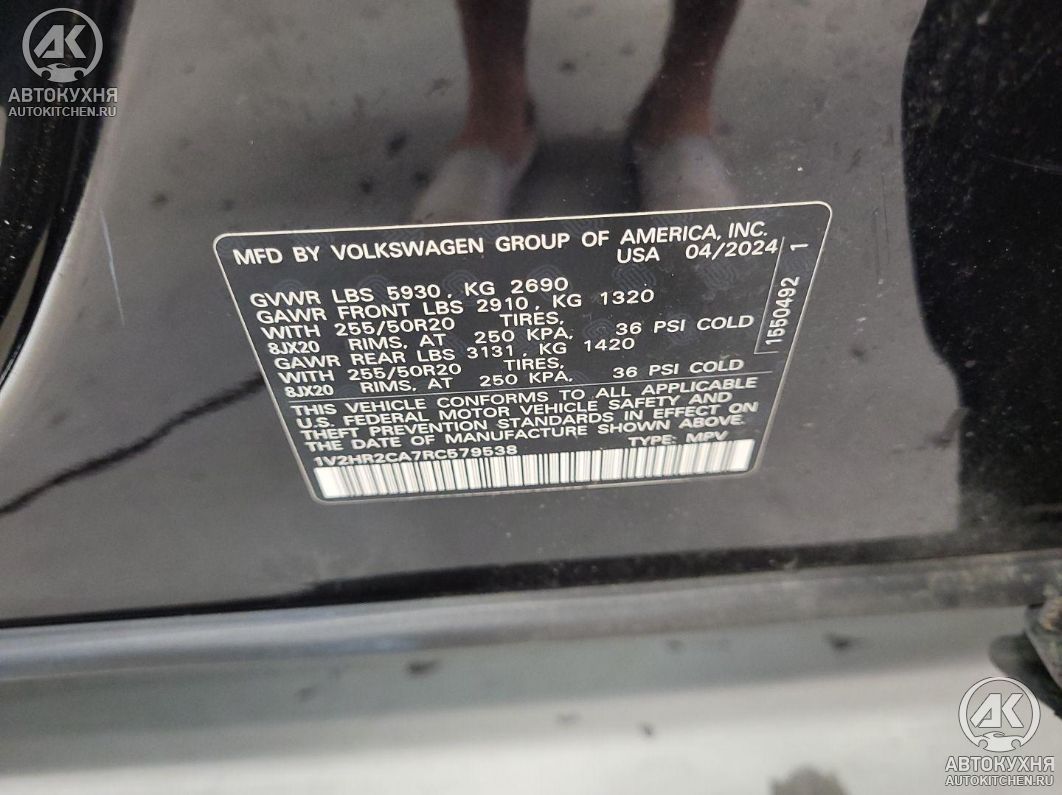 АК
АВТОКУХНЯ
AUTOKITCHEN.RU
MFD BY VOLKSWAGEN GROUP OF AMERICA, INC.
USA 04/2024
GVWR LBS 5930, KG 2690
GAWR FRONT LBS 2910, KG 1320
WITH 255/50R20 TIRES,
8JX20 RIMS, AT 250 KPA, 36 PSI COLD
GAWR REAR LBS 3131, KG 1420
WITH 255/50R20 TIRES,
8JX20 RIMS, AT 250 KPA, 36 PSI COLD
THIS VEHICLE CONFORMS TO ALL APPLICABLE
U.S. FEDERAL MOTOR VEHICLE SAFETY AND
THEFT PREVENTION STANDARDS IN EFFECT ON
THE DATE OF MANUFACTURE SHOWN ABOVE.
1V2HR2CA7RC579538 TYPE: MPV
1550492 1
АК
АВТОКУХНЯ
AUTOKITCHEN.RU